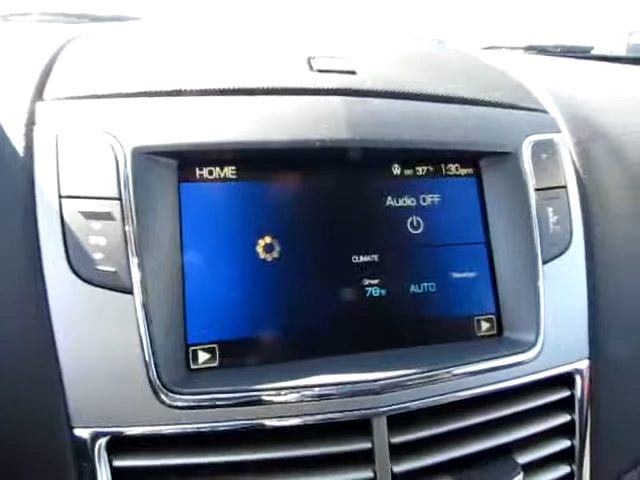 HOME
37° 1:30pm
Audio OFF
CLIMATE
Driver
78°F AUTO